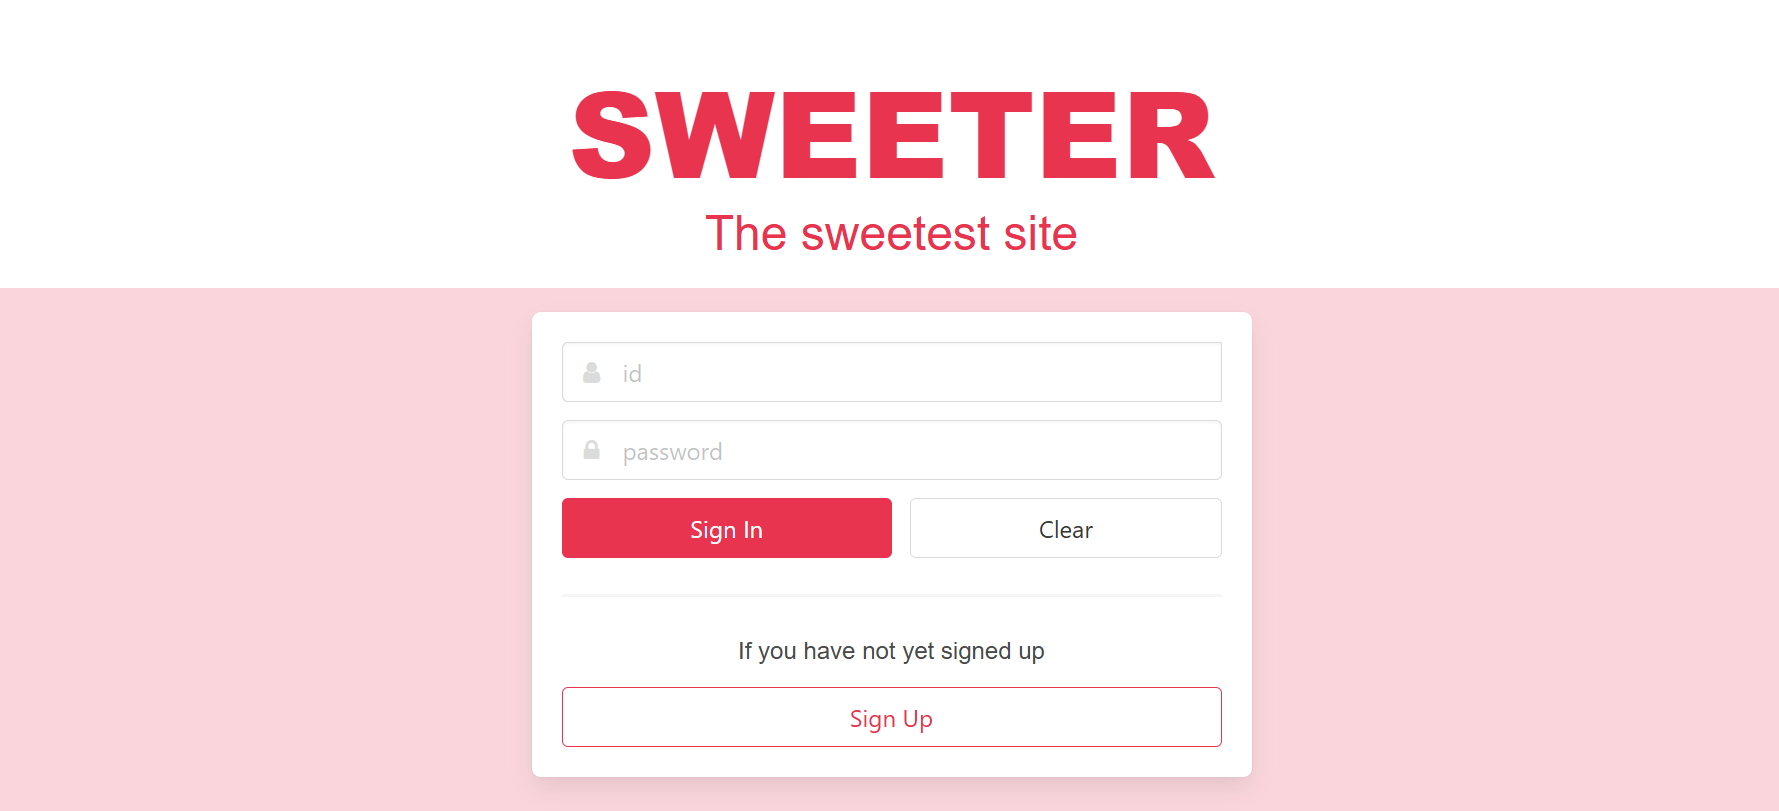 SWEETER
The sweetest site
id
password
Sign In
Clear
If you have not yet signed up
Sign Up